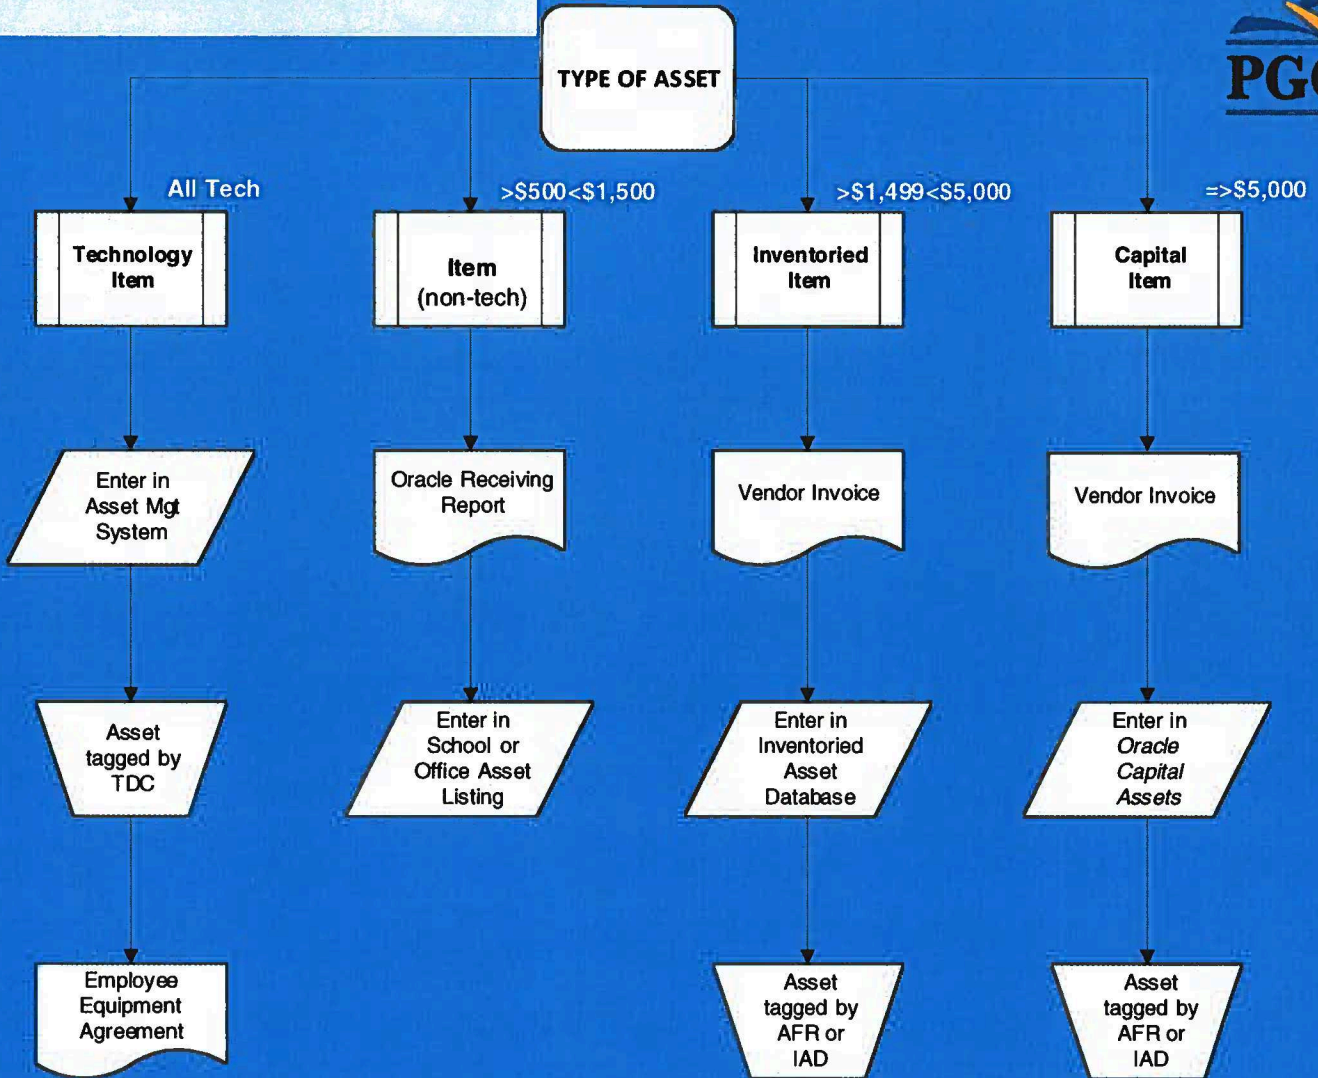 TYPE OF ASSET
All Tech
>$500<$1,500
>$1,499<$5,000
=>$5,000
Technology
Item
Item
(non-tech)
Inventoried
Item
Capital
Item
Enter in
Asset Mgt
System
Oracle Receiving
Report
Vendor Invoice
Vendor Invoice
Asset
tagged by
TDC
Enter in
School or
Office Asset
Listing
Enter in
Inventoried
Asset
Database
Enter in
Oracle
Capital
Assets
Employee
Equipment
Agreement
Asset
tagged by
AFR or
IAD
Asset
tagged by
AFR or
IAD